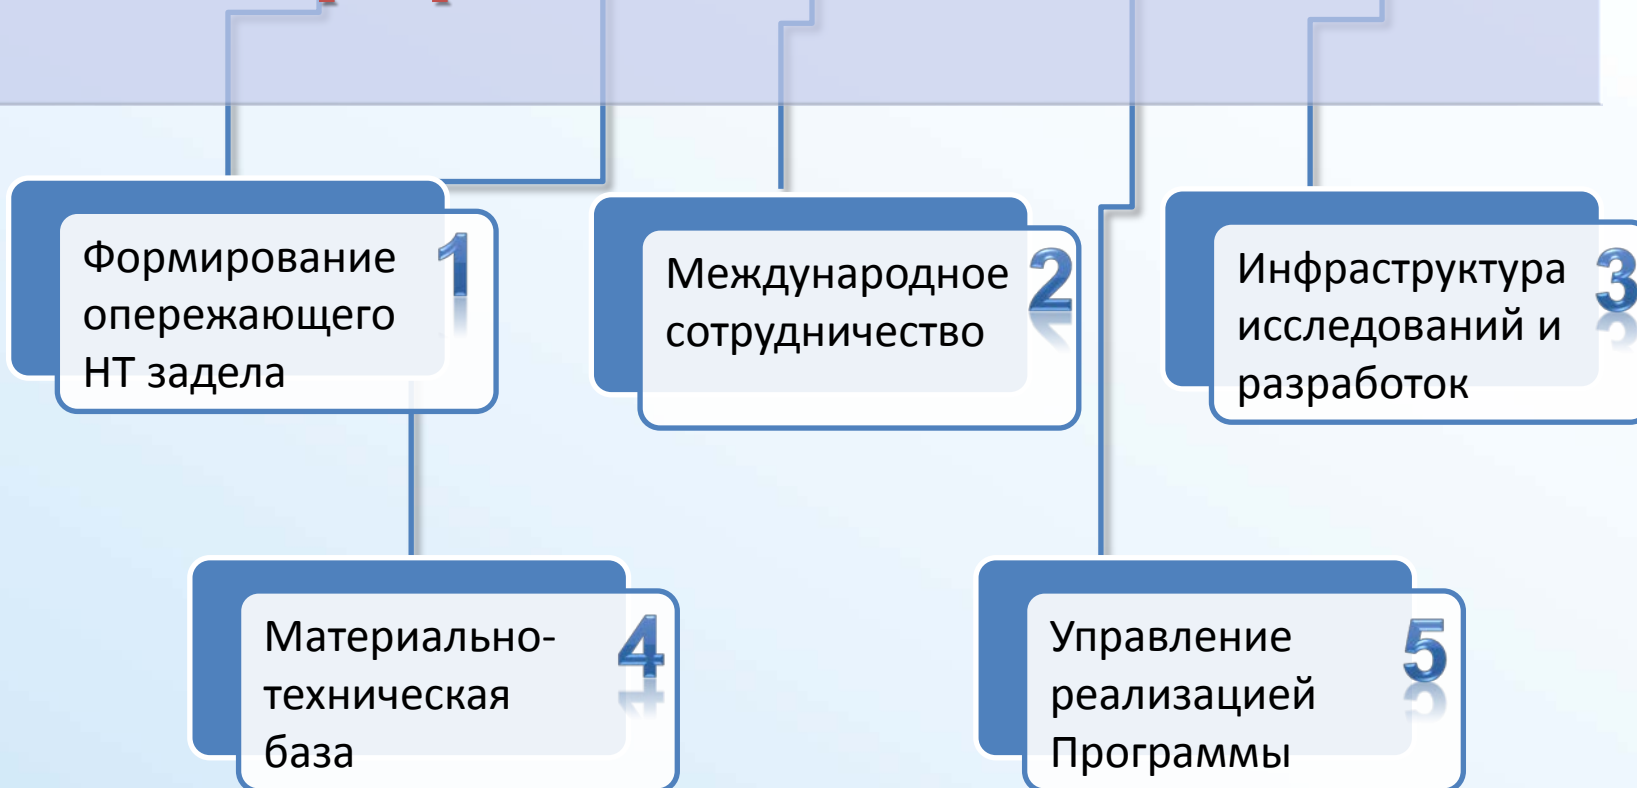 Формирование
опережающего
НТ задела
1
Международное
сотрудничество
2
Инфраструктура
исследований и
разработок
3
Материально-
техническая
база
4
Управление
реализацией
Программы
5